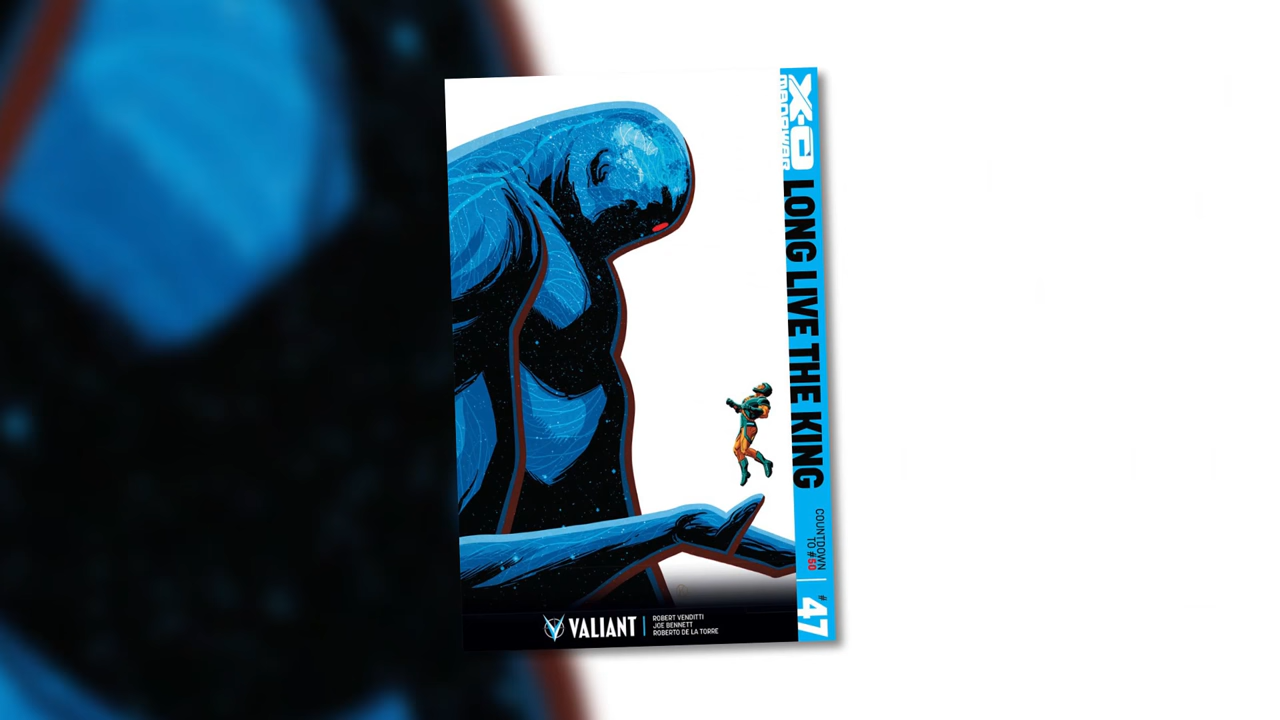 X-O
MANOWAR
LONG LIVE THE KING
COUNTDOWN
TO #50
#47
VALIANT
ROBERT VENDITTI
JOE BENNETT
ROBERTO DE LA TORRE